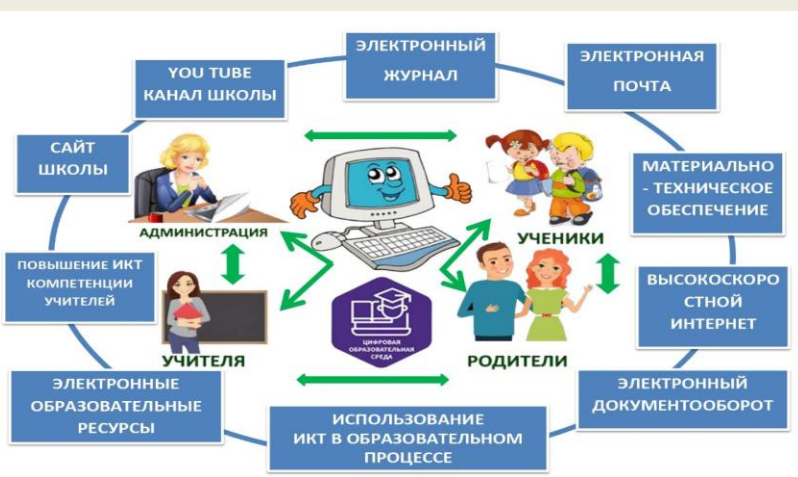 ЭЛЕКТРОННЫЙ
ЖУРНАЛ
ЭЛЕКТРОННАЯ
ПОЧТА
YOU TUBE
КАНАЛ ШКОЛЫ
САЙТ
ШКОЛЫ
МАТЕРИАЛЬНО
- ТЕХНИЧЕСКОЕ
ОБЕСПЕЧЕНИЕ
АДМИНИСТРАЦИЯ
УЧЕНИКИ
ПОВЫШЕНИЕ ИКТ
КОМПЕТЕНЦИИ
УЧИТЕЛЕЙ
ВЫСОКОСКОРО
СТНОЙ
ИНТЕРНЕТ
ЦИФРОВАЯ
ОБРАЗОВАТЕЛЬНАЯ
СРЕДА
УЧИТЕЛЯ
РОДИТЕЛИ
ЭЛЕКТРОННЫЕ
ОБРАЗОВАТЕЛЬНЫЕ
РЕСУРСЫ
ЭЛЕКТРОННЫЙ
ДОКУМЕНТООБОРОТ
ИСПОЛЬЗОВАНИЕ
ИКТ В ОБРАЗОВАТЕЛЬНОМ
ПРОЦЕССЕ